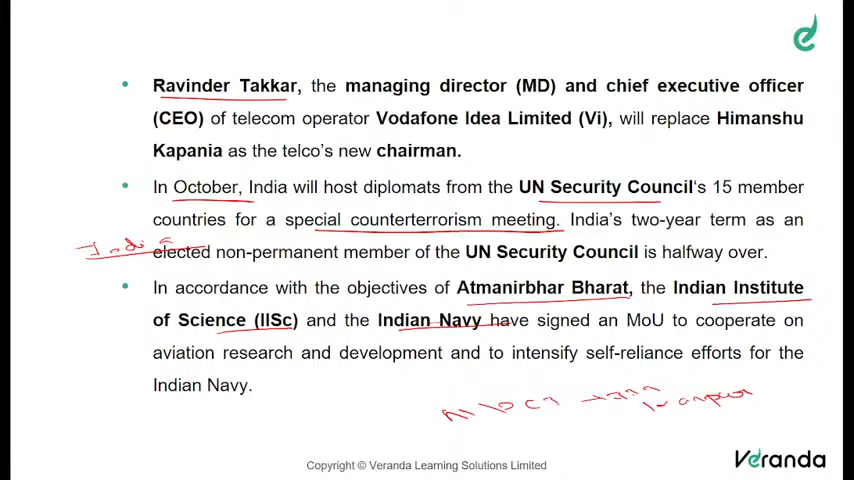 • Ravinder Takkar, the managing director (MD) and chief executive officer
(CEO) of telecom operator Vodafone Idea Limited (Vi), will replace Himanshu
Kapania as the telco's new chairman.
• In October, India will host diplomats from the UN Security Council's 15 member
countries for a special counterterrorism meeting. India's two-year term as an
India
elected non-permanent member of the UN Security Council is halfway over.
• In accordance with the objectives of Atmanirbhar Bharat, the Indian Institute
of Science (IISc) and the Indian Navy have signed an MoU to cooperate on
aviation research and development and to intensify self-reliance efforts for the
Indian Navy.
Copyright © Veranda Learning Solutions Limited
Veranda